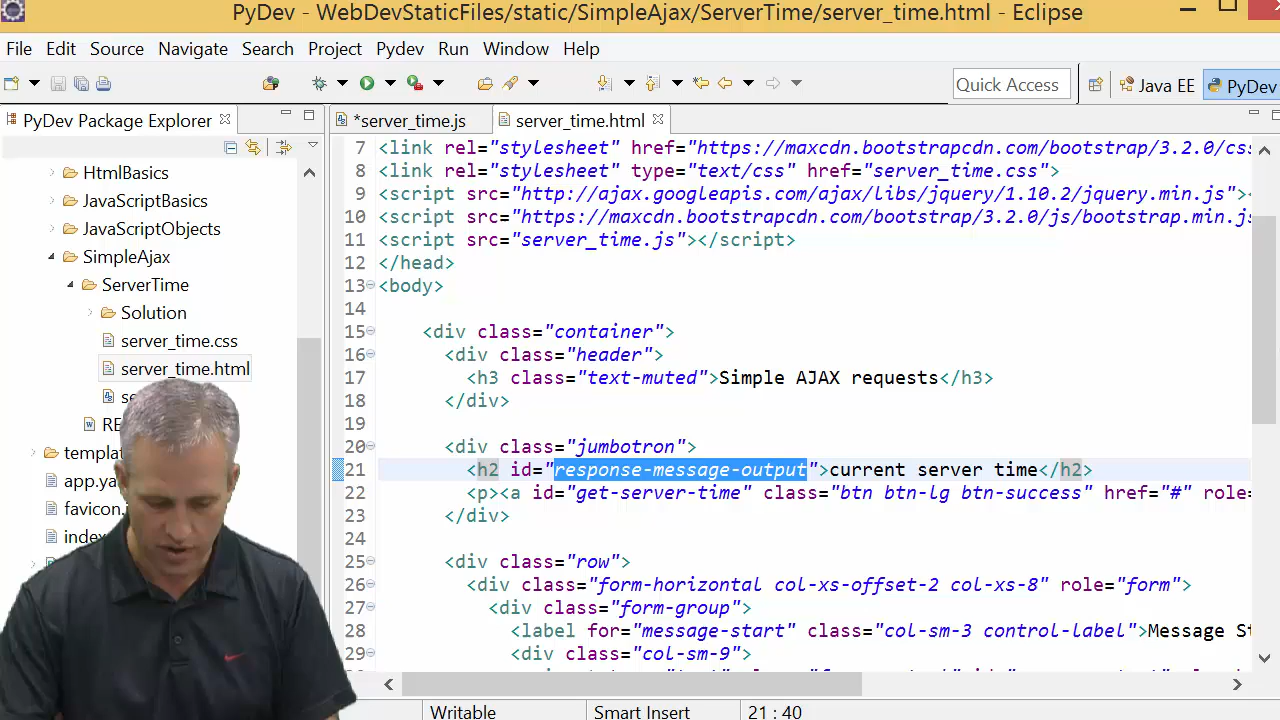 PyDev - WebDevStaticFiles/static/SimpleAjax/ServerTime/server_time.html - Eclipse
File Edit Source Navigate Search Project Pydev Run Window Help
Quick Access
Java EE
PyDev
PyDev Package Explorer
*server_time.js
server_time.html
HtmlBasics
JavaScriptBasics
JavaScriptObjects
SimpleAjax
ServerTime
Solution
server_time.css
server_time.html
se
RE
templat
app.ya
favicon.
index
7 <link rel="stylesheet" href="https://maxcdn.bootstrapcdn.com/bootstrap/3.2.0/css
8 <link rel="stylesheet" type="text/css" href="server_time.css">
9 <script src="http://ajax.googleapis.com/ajax/libs/jquery/1.10.2/jquery.min.js"><
10 <script src="https://maxcdn.bootstrapcdn.com/bootstrap/3.2.0/js/bootstrap.min.js
11 <script src="server_time.js"></script>
12 </head>
13 <body>
14
15 <div class="container">
16 <div class="header">
17 <h3 class="text-muted">Simple AJAX requests</h3>
18 </div>
19
20 <div class="jumbotron">
21 <h2 id="response-message-output">current server time</h2>
22 <p><a id="get-server-time" class="btn btn-lg btn-success" href="#" role=
23 </div>
24
25 <div class="row">
26 <div class="form-horizontal col-xs-offset-2 col-xs-8" role="form">
27 <div class="form-group">
28 <label for="message-start" class="col-sm-3 control-label">Message St
29 <div class="col-sm-9">
Writable
Smart Insert
21 : 40